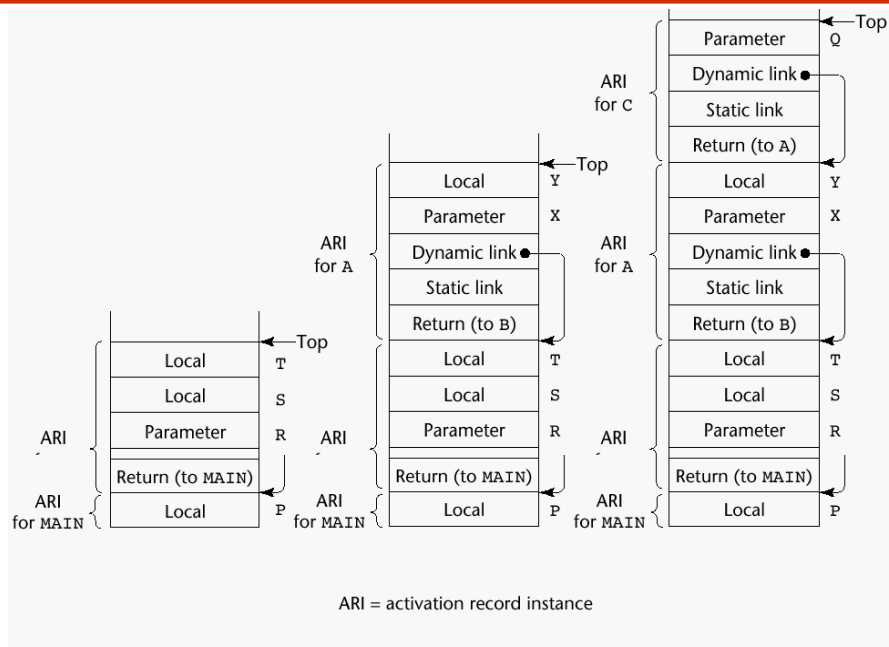 ARI
for MAIN
ARI
Top
Local T
Local S
Parameter R
Return (to MAIN)
Local P
ARI
for A
ARI
ARI
for MAIN
Top
Local Y
Parameter X
Dynamic link
Static link
Return (to B)
Local T
Local S
Parameter R
Return (to MAIN)
Local P
ARI
for C
ARI
for A
ARI
ARI
for MAIN
Top
Parameter Q
Dynamic link
Static link
Return (to A)
Local Y
Parameter X
Dynamic link
Static link
Return (to B)
Local T
Local S
Parameter R
Return (to MAIN)
Local P
ARI = activation record instance